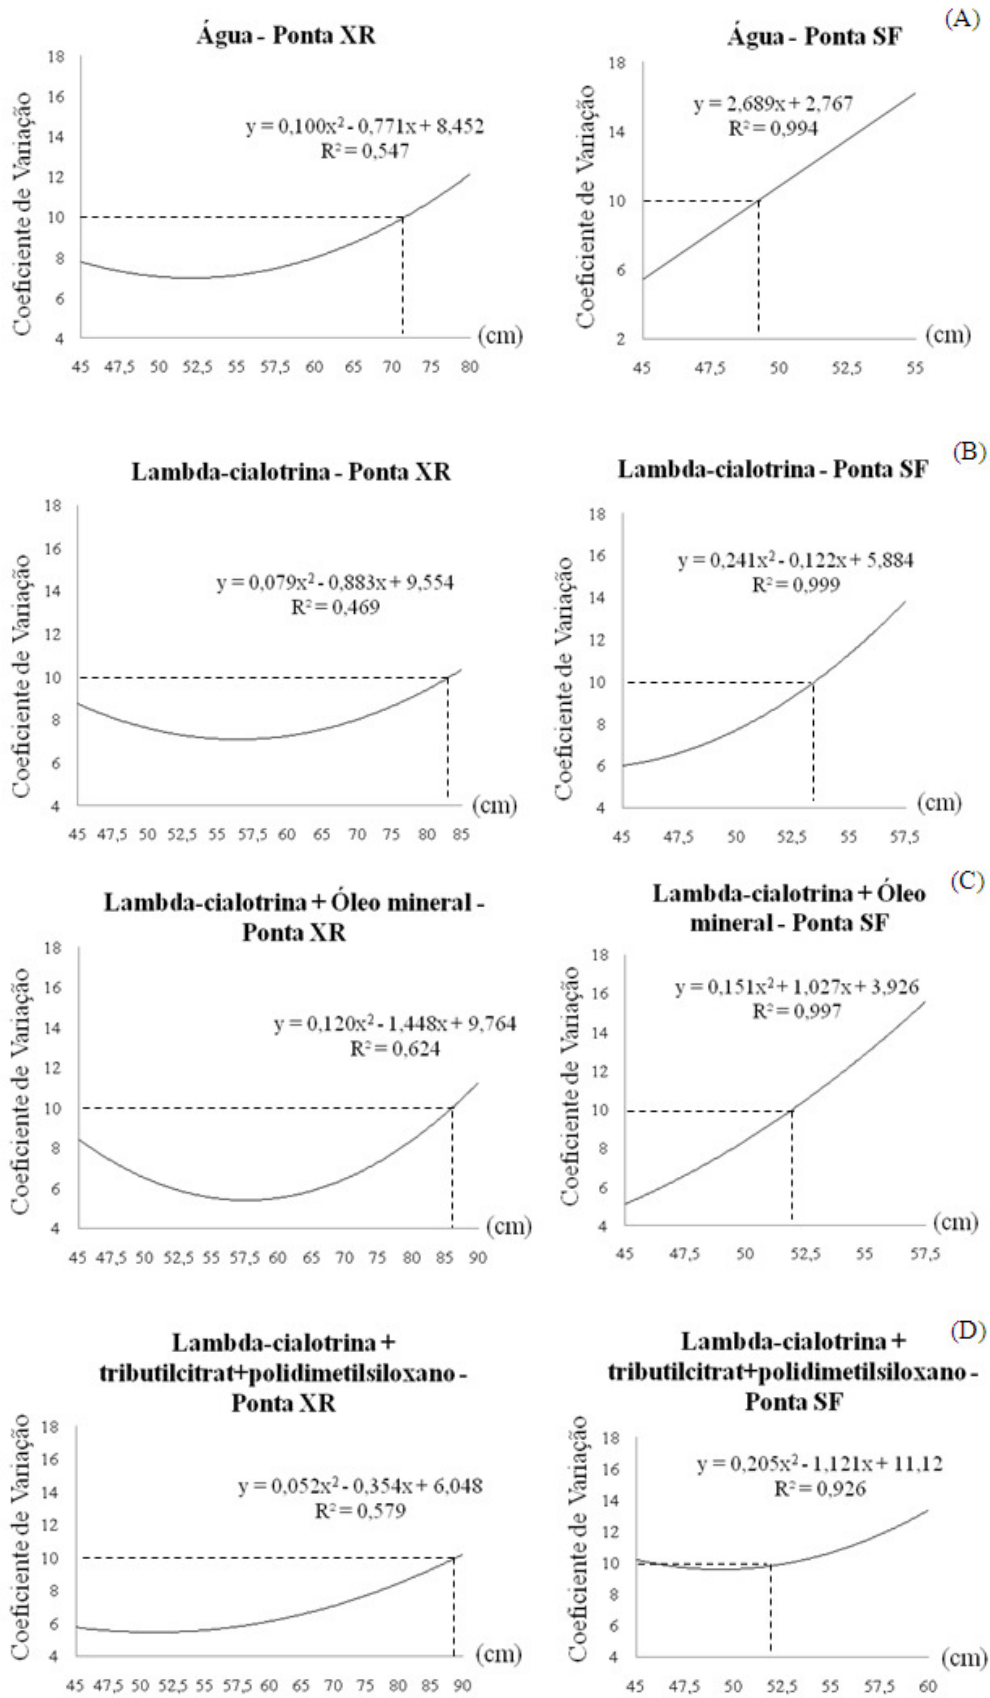 (A)
Água - Ponta XR
Coeficiente de Variação
18
16
14
12
10
8
6
4
y = 0,100x² - 0,771x + 8,452
R² = 0,547
(cm)
45 47,5 50 52,5 55 57,5 60 65 70 75 80
Água - Ponta SF
Coeficiente de Variação
18
14
10
6
2
y = 2,689x + 2,767
R² = 0,994
(cm)
45 47,5 50 52,5 55
(B)
Lambda-cialotrina - Ponta XR
Coeficiente de Variação
18
16
14
12
10
8
6
4
y = 0,079x² - 0,883x + 9,554
R² = 0,469
(cm)
45 47,5 50 52,5 55 57,5 60 65 70 75 80 85
Lambda-cialotrina - Ponta SF
Coeficiente de Variação
18
16
14
12
10
8
6
4
y = 0,241x² - 0,122x + 5,884
R² = 0,999
(cm)
45 47,5 50 52,5 55 57,5
(C)
Lambda-cialotrina + Óleo mineral -
Ponta XR
Coeficiente de Variação
18
16
14
12
10
8
6
4
y = 0,120x² - 1,448x + 9,764
R² = 0,624
(cm)
45 47,5 50 52,5 55 57,5 60 65 70 75 80 85 90
Lambda-cialotrina + Óleo
mineral - Ponta SF
Coeficiente de Variação
18
16
14
12
10
8
6
4
y = 0,151x² + 1,027x + 3,926
R² = 0,997
(cm)
45 47,5 50 52,5 55 57,5
(D)
Lambda-cialotrina +
tributilcitrat+polidimetilsiloxano -
Ponta XR
Coeficiente de Variação
18
16
14
12
10
8
6
4
y = 0,052x² - 0,354x + 6,048
R² = 0,579
(cm)
45 47,5 50 52,5 55 57,5 60 65 70 75 80 85 90
Lambda-cialotrina +
tributilcitrat+polidimetilsiloxano -
Ponta SF
Coeficiente de Variação
18
16
14
12
10
8
6
4
y = 0,205x² - 1,121x + 11,12
R² = 0,926
(cm)
45 47,5 50 52,5 55 57,5 60